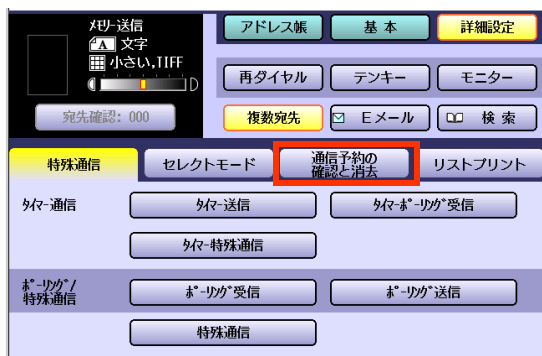 ﾒﾓﾘｰ送信
A 文字
小さい,TIFF
D
宛先確認: 000
アドレス帳
基 本
詳細設定
再ダイヤル
テンキー
モニター
複数宛先
Eメール
検 索
特殊通信
セレクトモード
通信予約の
確認と消去
リストプリント
ﾀｲﾏｰ通信
ﾀｲﾏｰ送信
ﾀｲﾏｰﾎﾟｰﾘﾝｸﾞ受信
ﾀｲﾏｰ特殊通信
ﾎﾟｰﾘﾝｸﾞ/
特殊通信
ﾎﾟｰﾘﾝｸﾞ受信
ﾎﾟｰﾘﾝｸﾞ送信
特殊通信